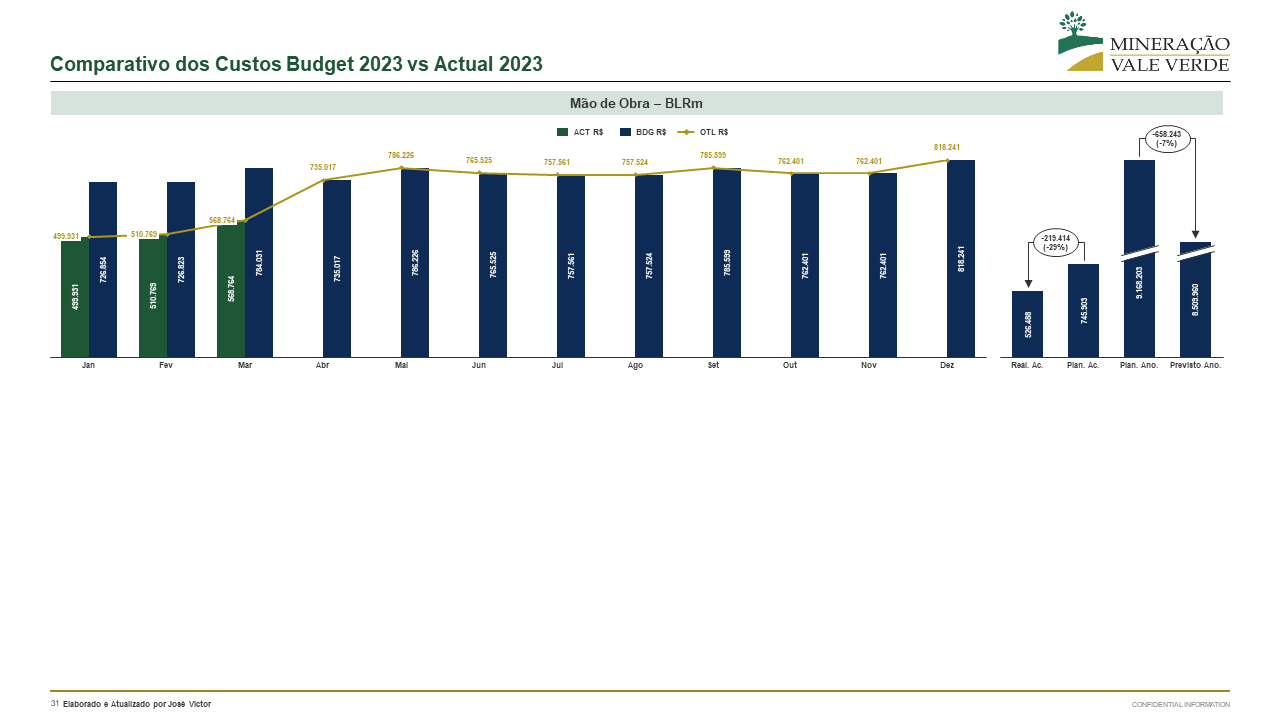 MINERAÇÃO
VALE VERDE
Comparativo dos Custos Budget 2023 vs Actual 2023
Mão de Obra – BLRm
ACT R$ BDG R$ OTL R$
499.931 510.769 568.764 735.017 786.226 765.525 757.561 757.524 785.599 762.401 762.401 818.241
499.931 726.854 510.769 726.823 568.764 784.031 735.017 786.226 765.525 757.561 757.524 785.599 762.401 762.401 818.241
Jan Fev Mar Abr Mai Jun Jul Ago Set Out Nov Dez
-658.243
(-7%)
-219.414
(-29%)
526.488 745.903 9.168.203 8.509.960
Real. Ac. Plan. Ac. Plan. Ano. Previsto Ano.
31 Elaborado e Atualizado por José Victor
CONFIDENTIAL INFORMATION